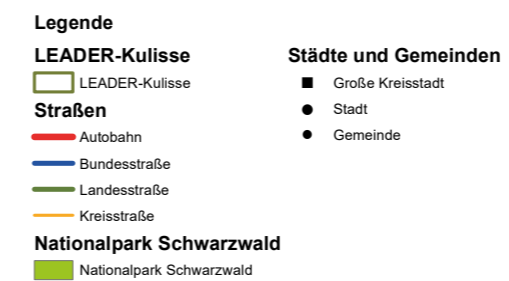 Legende
LEADER-Kulisse
LEADER-Kulisse
Straßen
Autobahn
Bundesstraße
Landesstraße
Kreisstraße
Nationalpark Schwarzwald
Nationalpark Schwarzwald
Städte und Gemeinden
Große Kreisstadt
Stadt
Gemeinde